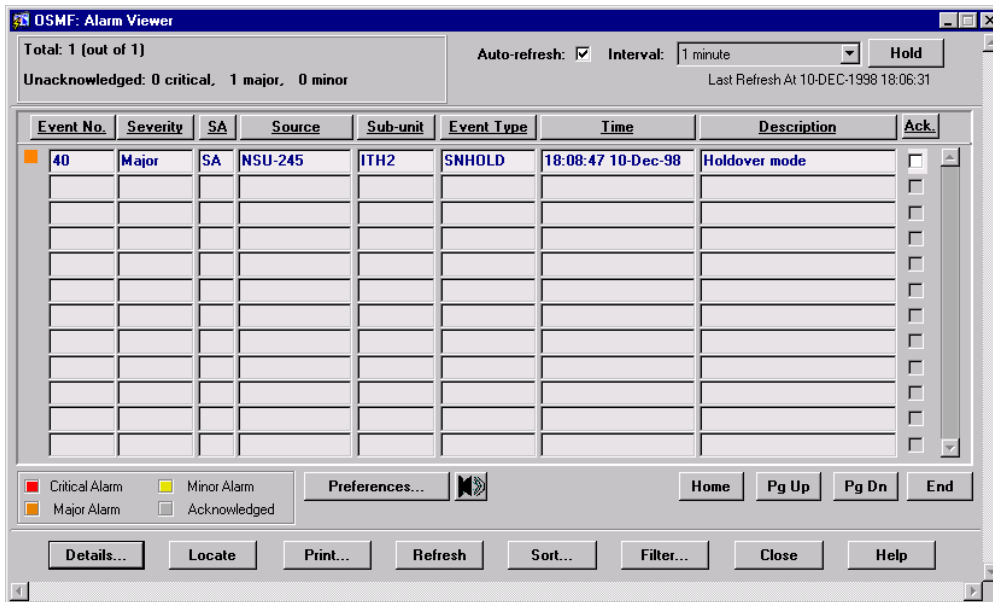 OSMF: Alarm Viewer
Total: 1 (out of 1)
Auto-refresh: Interval: 1 minute Hold
Unacknowledged: 0 critical, 1 major, 0 minor
Last Refresh At 10-DEC-1998 18:06:31
Event No. Severity SA Source Sub-unit Event Type Time Description Ack.
40 Major SA NSU-245 ITH2 SNHOLD 18:08:47 10-Dec-98 Holdover mode
Critical Alarm Minor Alarm Preferences... Home Pg Up Pg Dn End
Major Alarm Acknowledged
Details... Locate Print... Refresh Sort... Filter... Close Help